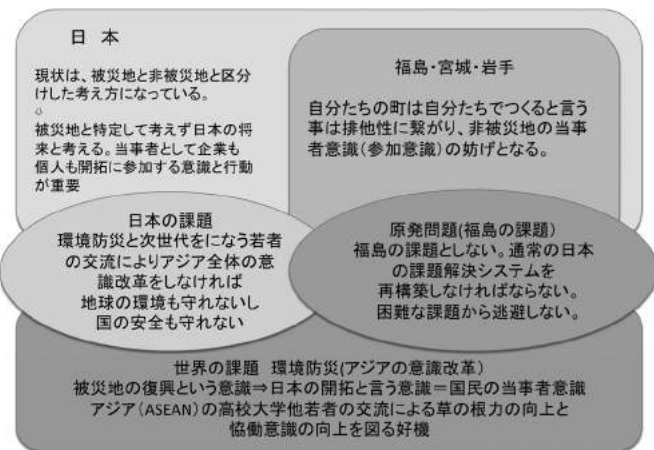 日 本
現状は、被災地と非被災地と区分
けした考え方になっている。
⇩
被災地と特定して考えず日本の将
来と考える。当事者として企業も
個人も開拓に参加する意識と行動
が重要
福島・宮城・岩手
自分たちの町は自分たちでつくると言う
事は排他性に繋がり、非被災地の当事
者意識（参加意識）の妨げとなる。
日本の課題
環境防災と次世代をになう若者
の交流によりアジア全体の意
識改革をしなければ
地球の環境も守れないし
国の安全も守れない
原発問題(福島の課題)
福島の課題としない。通常の日本
の課題解決システムを
再構築しなければならない。
困難な課題から逃避しない。
世界の課題 環境防災(アジアの意識改革)
被災地の復興という意識⇒日本の開拓と言う意識＝国民の当事者意識
アジア（ASEAN）の高校大学他若者の交流による草の根力の向上と
恊働意識の向上を図る好機